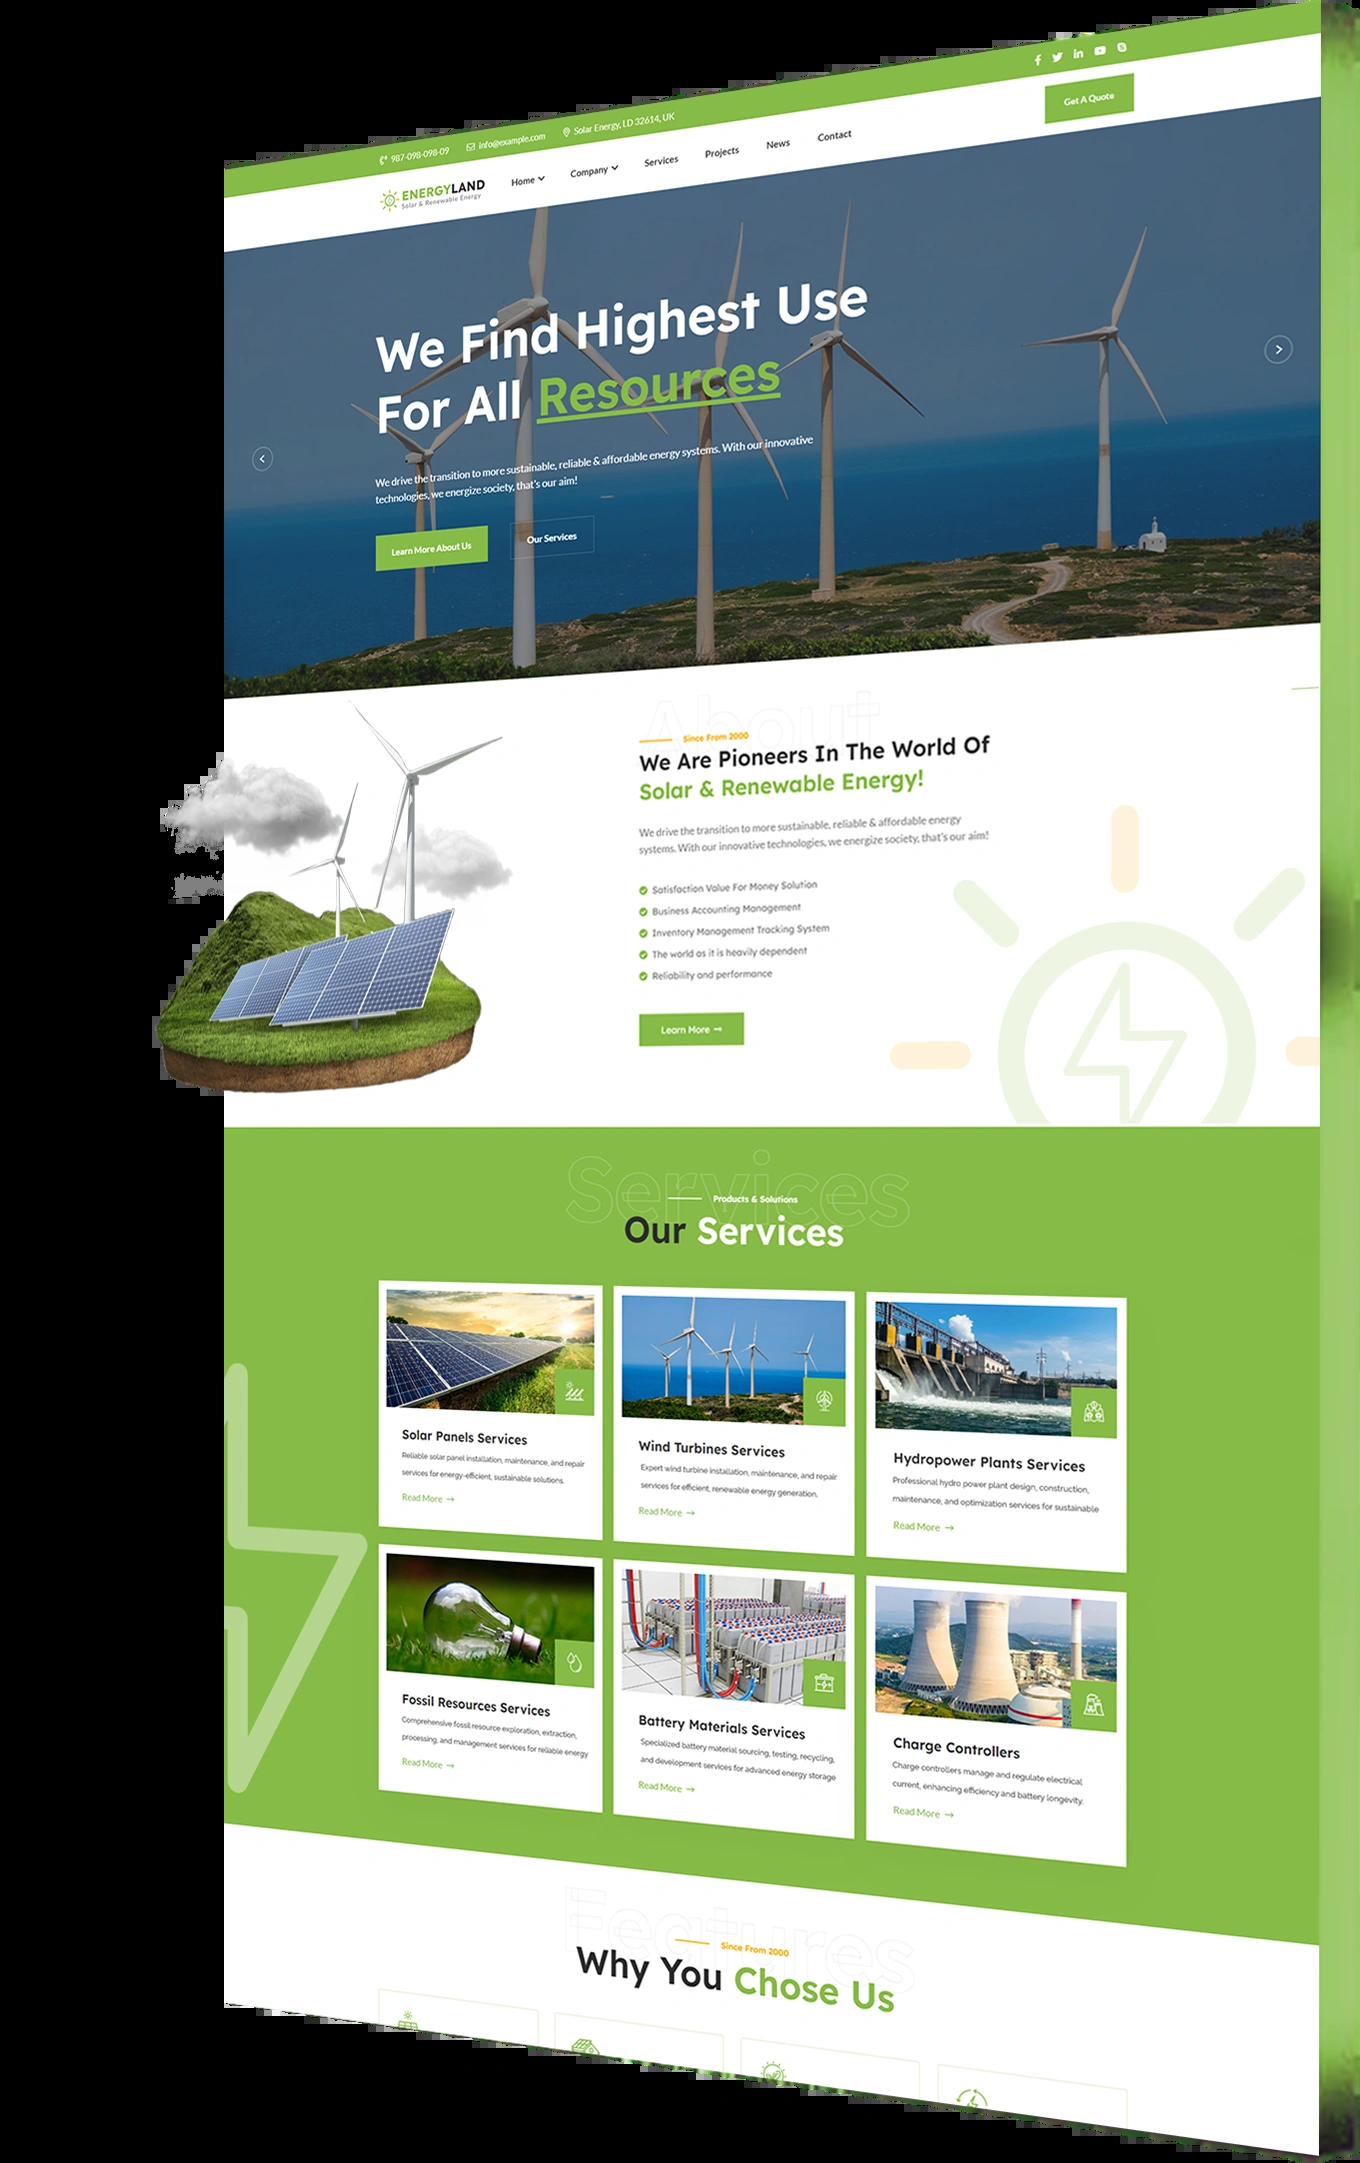 987-098-098-09
info@example.com
Solar Energy, LD 32614, UK
ENERGYLAND
Solar & Renewable Energy
Home
Company
Services
Projects
News
Contact
Get A Quote
We Find Highest Use
For All Resources
We drive the transition to more sustainable, reliable & affordable energy systems. With our innovative
technologies, we energize society, that's our aim!
Learn More About Us
Our Services
About
Since From 2000
We Are Pioneers In The World Of
Solar & Renewable Energy!
We drive the transition to more sustainable, reliable & affordable energy
systems. With our innovative technologies, we energize society, that's our aim!
Satisfaction Value For Money Solution
Business Accounting Management
Inventory Management Tracking System
The world as it is heavily dependent
Reliability and performance
Learn More →
Services
Products & Solutions
Our Services
Solar Panels Services
Reliable solar panel installation, maintenance, and repair
services for energy-efficient, sustainable solutions.
Read More →
Wind Turbines Services
Expert wind turbine installation, maintenance, and repair
services for efficient, renewable energy generation.
Read More →
Hydropower Plants Services
Professional hydro power plant design, construction,
maintenance, and optimization services for sustainable
Read More →
Fossil Resources Services
Comprehensive fossil resource exploration, extraction,
processing, and management services for reliable energy
Read More →
Battery Materials Services
Specialized battery material sourcing, testing, recycling,
and development services for advanced energy storage
Read More →
Charge Controllers
Charge controllers manage and regulate electrical
current, enhancing efficiency and battery longevity.
Read More →
Features
Since From 2000
Why You Chose Us